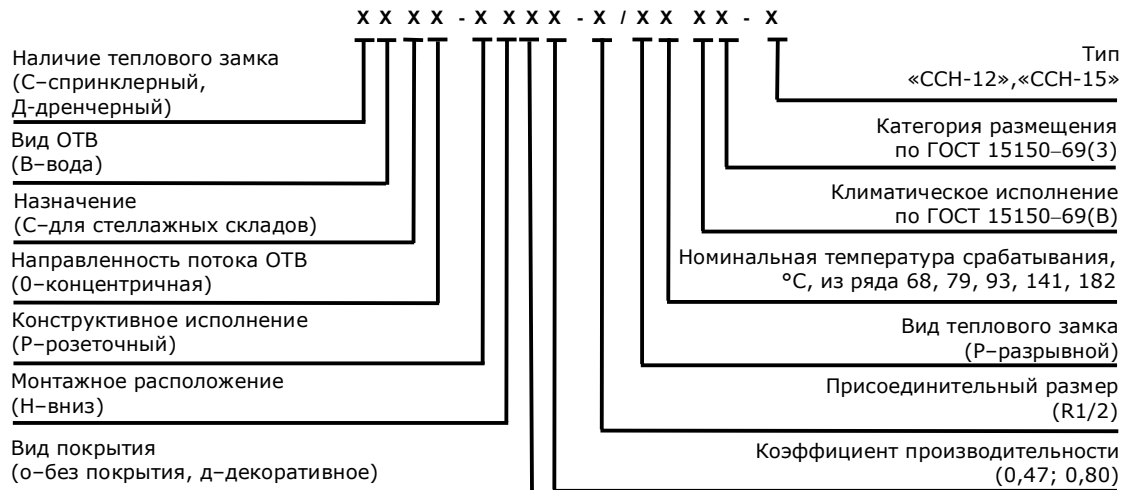 X X X X - X X X X - X / X X X X - X
Наличие теплового замка
(С–спринклерный,
Д-дренчерный)
Вид ОТВ
(В–вода)
Назначение
(С–для стеллажных складов)
Направленность потока ОТВ
(0–концентричная)
Конструктивное исполнение
(Р–розеточный)
Монтажное расположение
(Н–вниз)
Вид покрытия
(о–без покрытия, д–декоративное)
Тип
«ССН-12»,«ССН-15»
Категория размещения
по ГОСТ 15150–69(3)
Климатическое исполнение
по ГОСТ 15150–69(В)
Номинальная температура срабатывания,
°С, из ряда 68, 79, 93, 141, 182
Вид теплового замка
(Р–разрывной)
Присоединительный размер
(R1/2)
Коэффициент производительности
(0,47; 0,80)